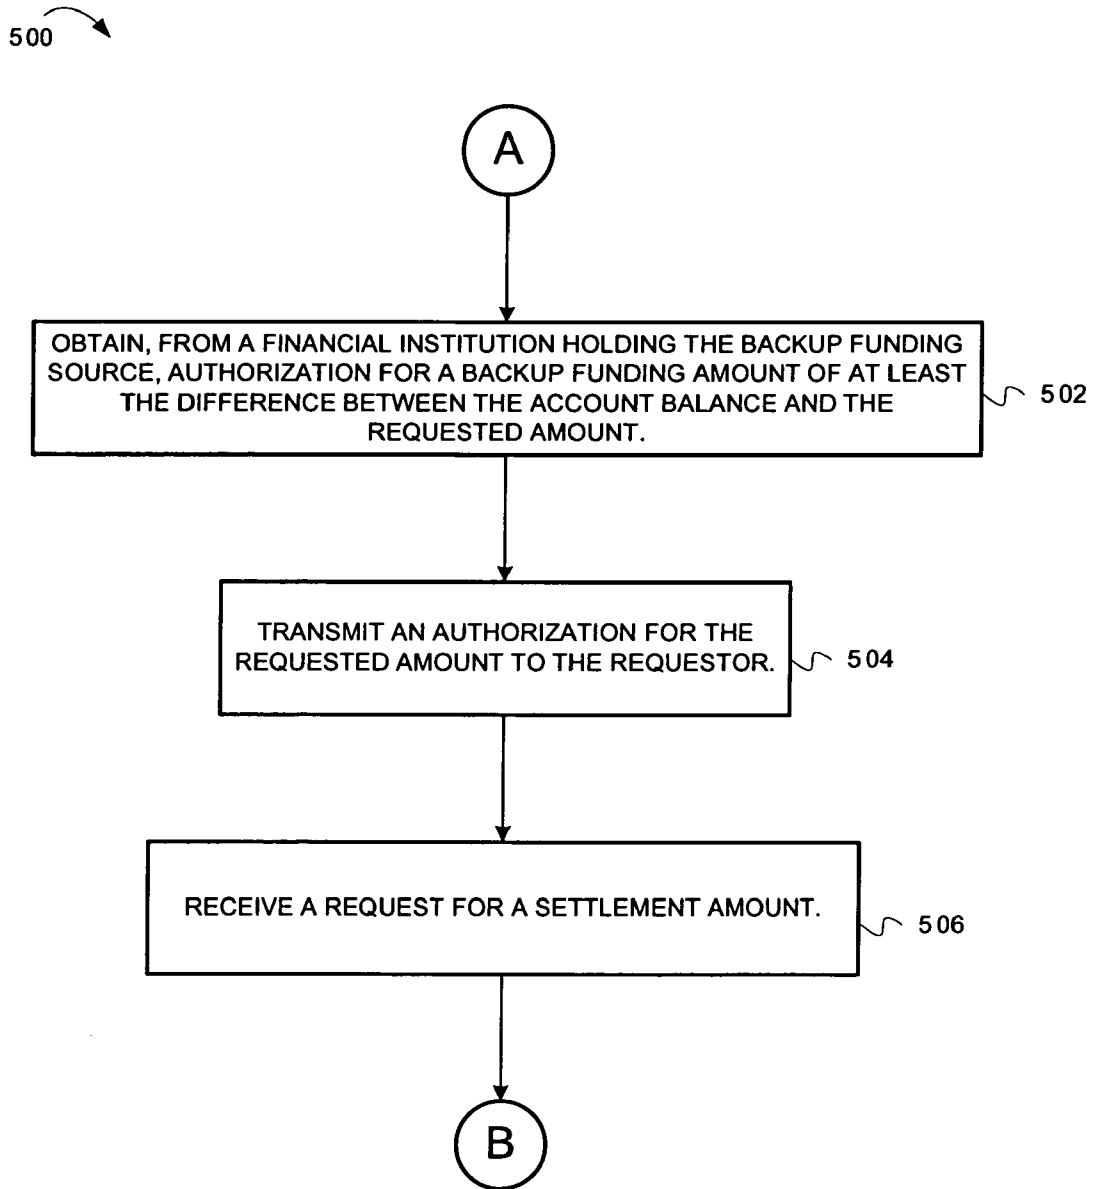 500
A
OBTAIN, FROM A FINANCIAL INSTITUTION HOLDING THE BACKUP FUNDING
SOURCE, AUTHORIZATION FOR A BACKUP FUNDING AMOUNT OF AT LEAST
THE DIFFERENCE BETWEEN THE ACCOUNT BALANCE AND THE
REQUESTED AMOUNT.
502
TRANSMIT AN AUTHORIZATION FOR THE
REQUESTED AMOUNT TO THE REQUESTOR.
504
RECEIVE A REQUEST FOR A SETTLEMENT AMOUNT.
506
B